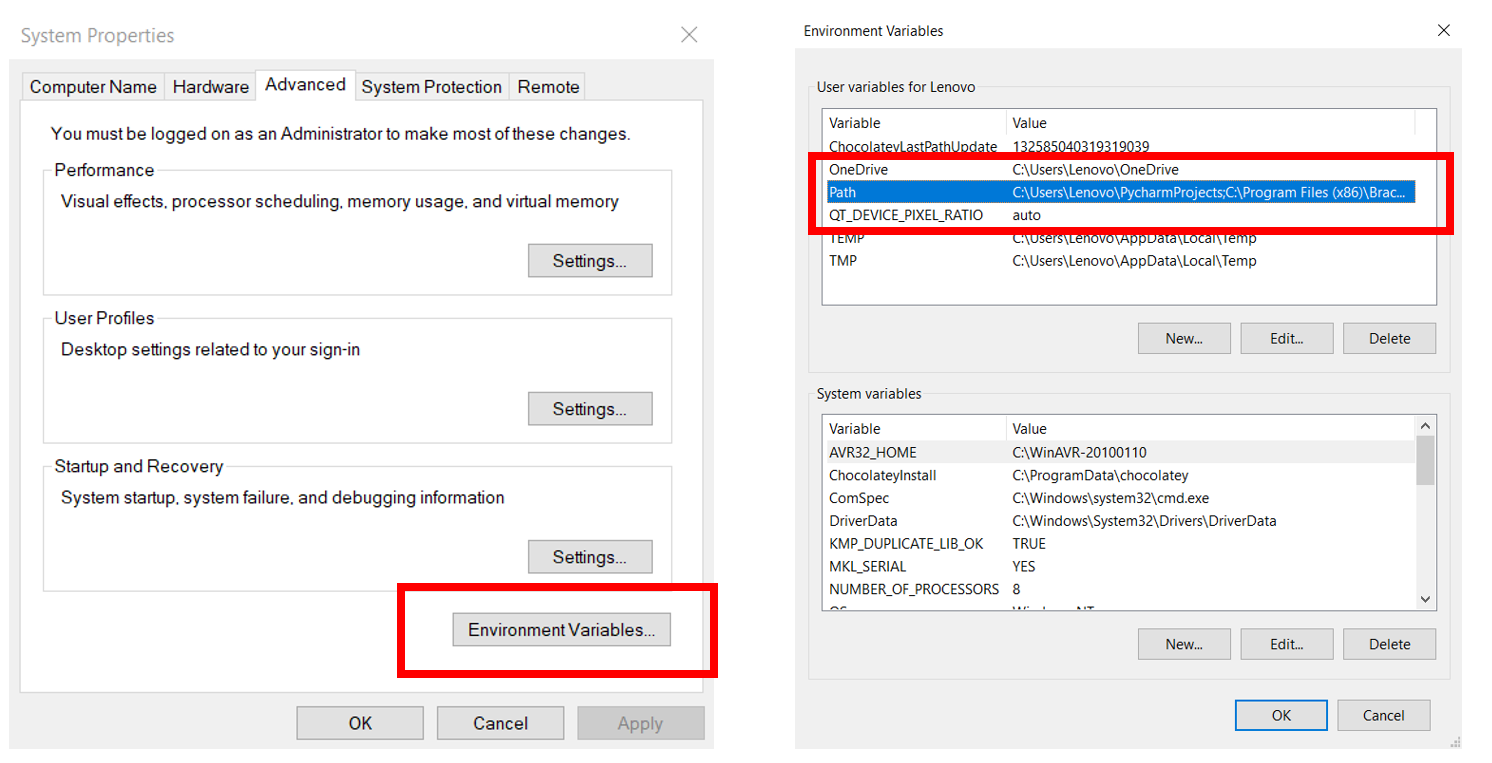 System Properties
Computer Name Hardware Advanced System Protection Remote
You must be logged on as an Administrator to make most of these changes.
Performance
Visual effects, processor scheduling, memory usage, and virtual memory
Settings...
User Profiles
Desktop settings related to your sign-in
Settings...
Startup and Recovery
System startup, system failure, and debugging information
Settings...
Environment Variables...
OK Cancel Apply
Environment Variables
User variables for Lenovo
Variable Value
ChocolateyLastPathUpdate 132585040319319039
OneDrive C:\Users\Lenovo\OneDrive
Path C:\Users\Lenovo\PycharmProjects;C:\Program Files (x86)\Brac...
QT_DEVICE_PIXEL_RATIO auto
TEMP C:\Users\Lenovo\AppData\Local\Temp
TMP C:\Users\Lenovo\AppData\Local\Temp
New... Edit... Delete
System variables
Variable Value
AVR32_HOME C:\WinAVR-20100110
ChocolateyInstall C:\ProgramData\chocolatey
ComSpec C:\Windows\system32\cmd.exe
DriverData C:\Windows\System32\Drivers\DriverData
KMP_DUPLICATE_LIB_OK TRUE
MKL_SERIAL YES
NUMBER_OF_PROCESSORS 8
New... Edit... Delete
OK Cancel